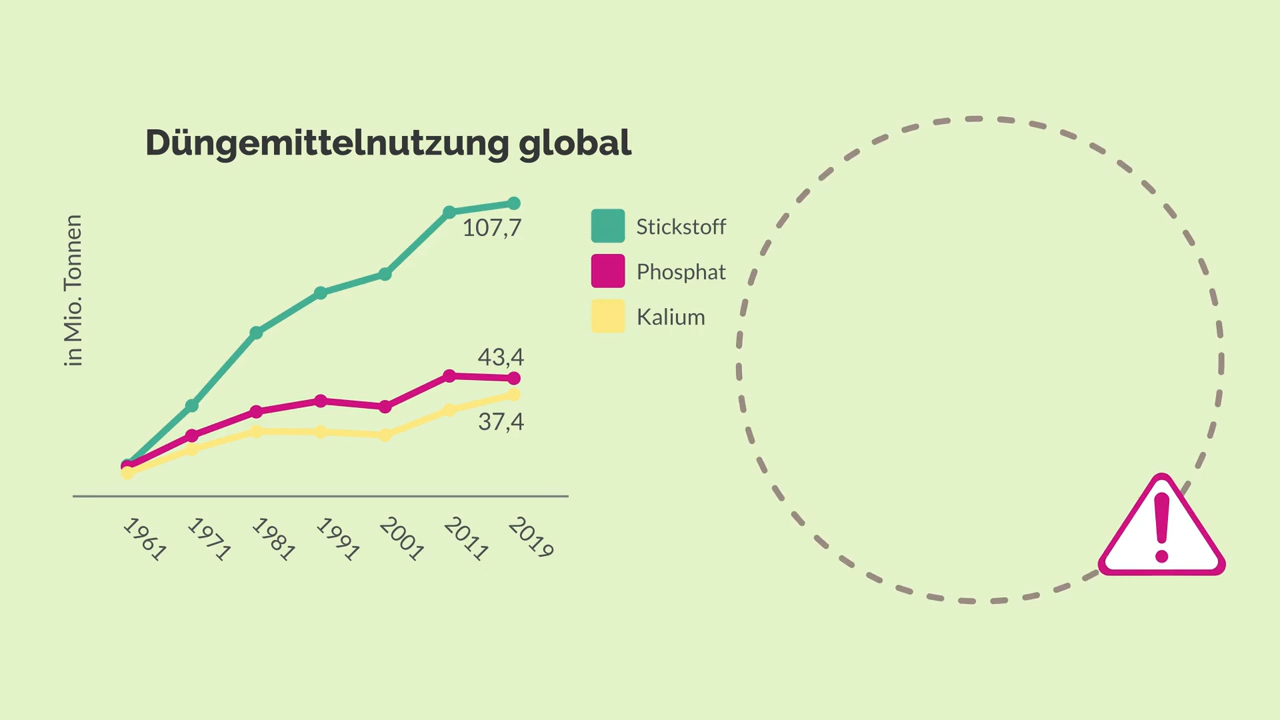 Düngemittelnutzung global
in Mio. Tonnen
107,7
43,4
37,4
Stickstoff
Phosphat
Kalium
1961
1971
1981
1991
2001
2011
2019
!